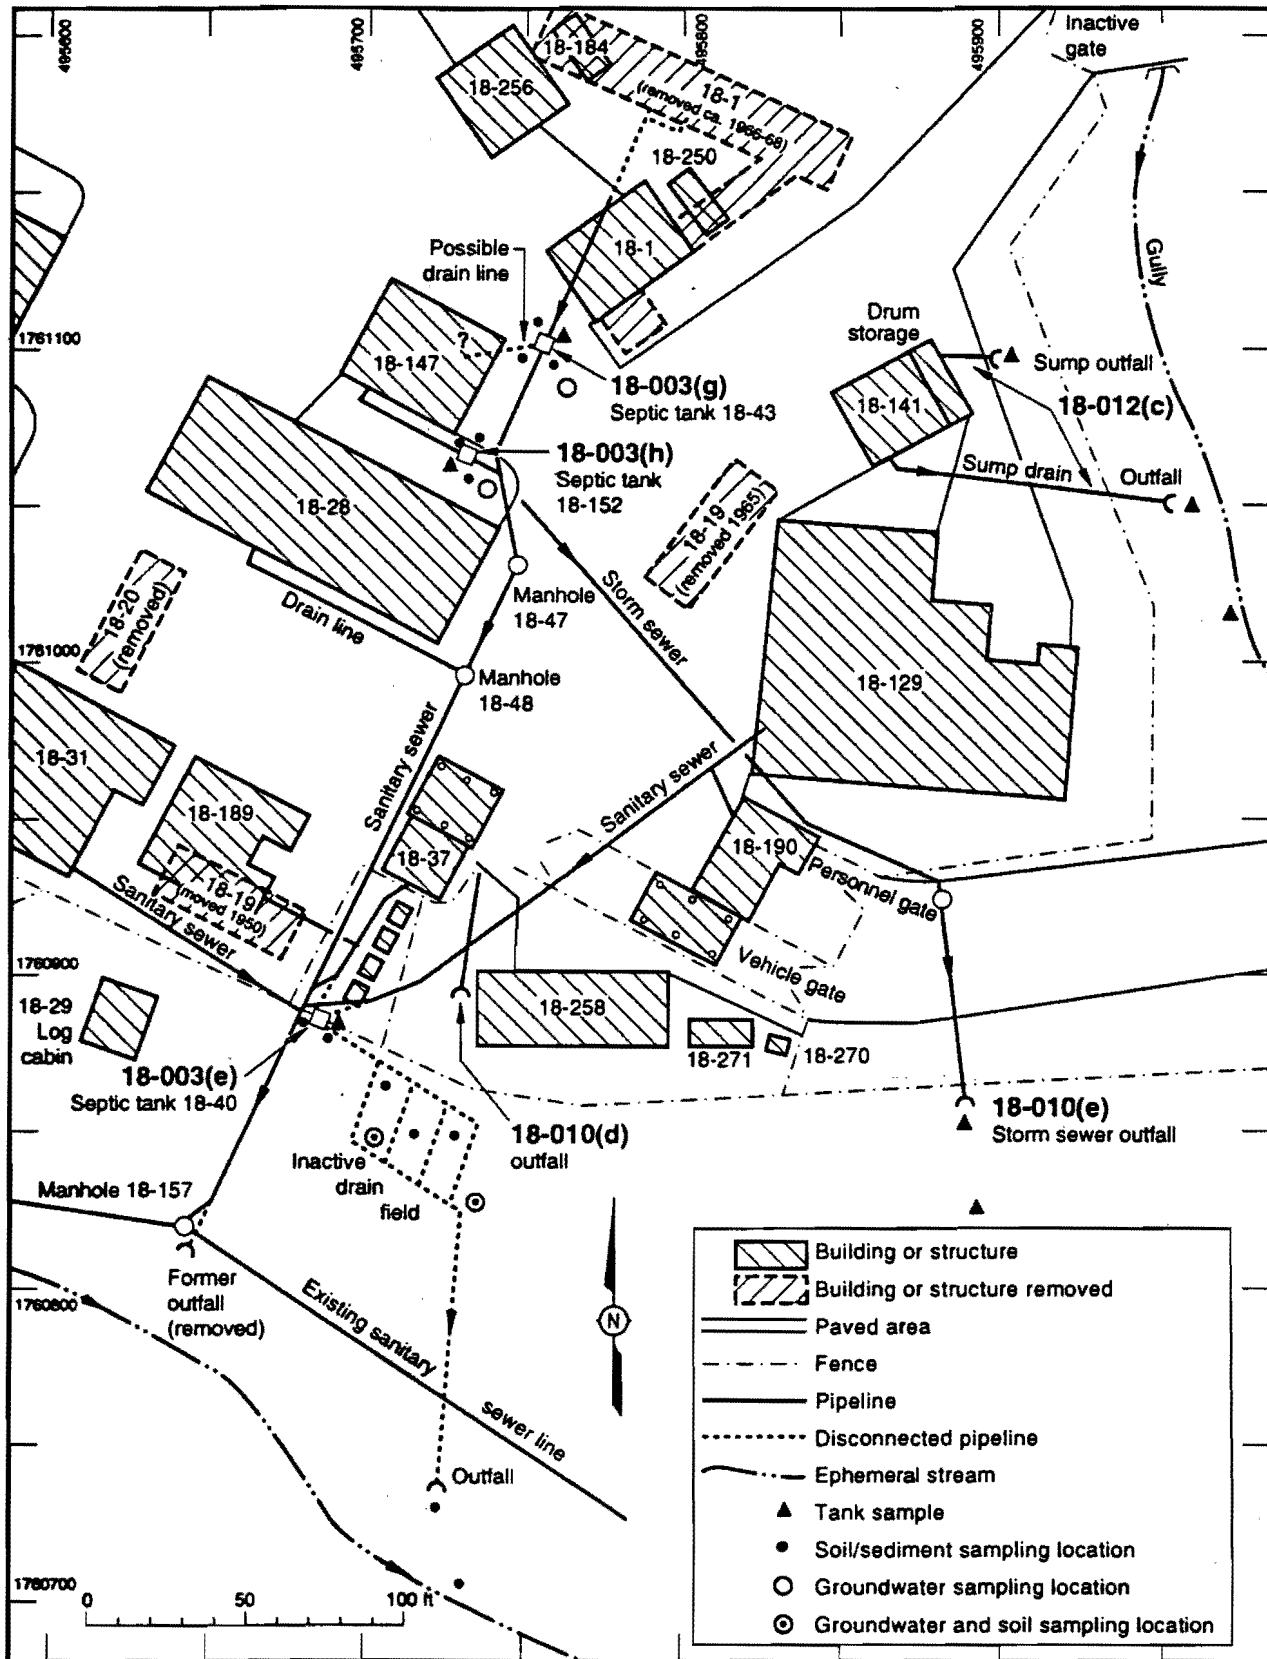 495600
495700
495800
495900
Inactive
gate
18-184
18-256
18-1
(removed ca. 1966-68)
18-250
18-1
Possible
drain line
Gully
Drum
storage
1761100
?
18-147
Sump outfall
18-003(g)
Septic tank 18-43
18-141
18-012(c)
18-003(h)
Septic tank
18-152
Sump drain
Outfall
18-28
18-19
(removed 1965)
Storm sewer
Manhole
18-47
Drain line
18-20
(removed)
1761000
Manhole
18-48
18-129
18-31
Sanitary sewer
Sanitary sewer
18-189
18-37
18-190
Personnel gate
18-19
(moved 1950)
Sanitary sewer
Vehicle gate
1760900
18-29
Log
cabin
18-258
18-271
18-270
18-003(e)
Septic tank 18-40
18-010(d)
outfall
18-010(e)
Storm sewer outfall
Inactive
drain
field
Manhole 18-157
Former
outfall
(removed)
1760800
Existing sanitary
sewer line
N
Outfall
1760700
0 50 100 ft
Building or structure
Building or structure removed
Paved area
Fence
Pipeline
Disconnected pipeline
Ephemeral stream
Tank sample
Soil/sediment sampling location
Groundwater sampling location
Groundwater and soil sampling location